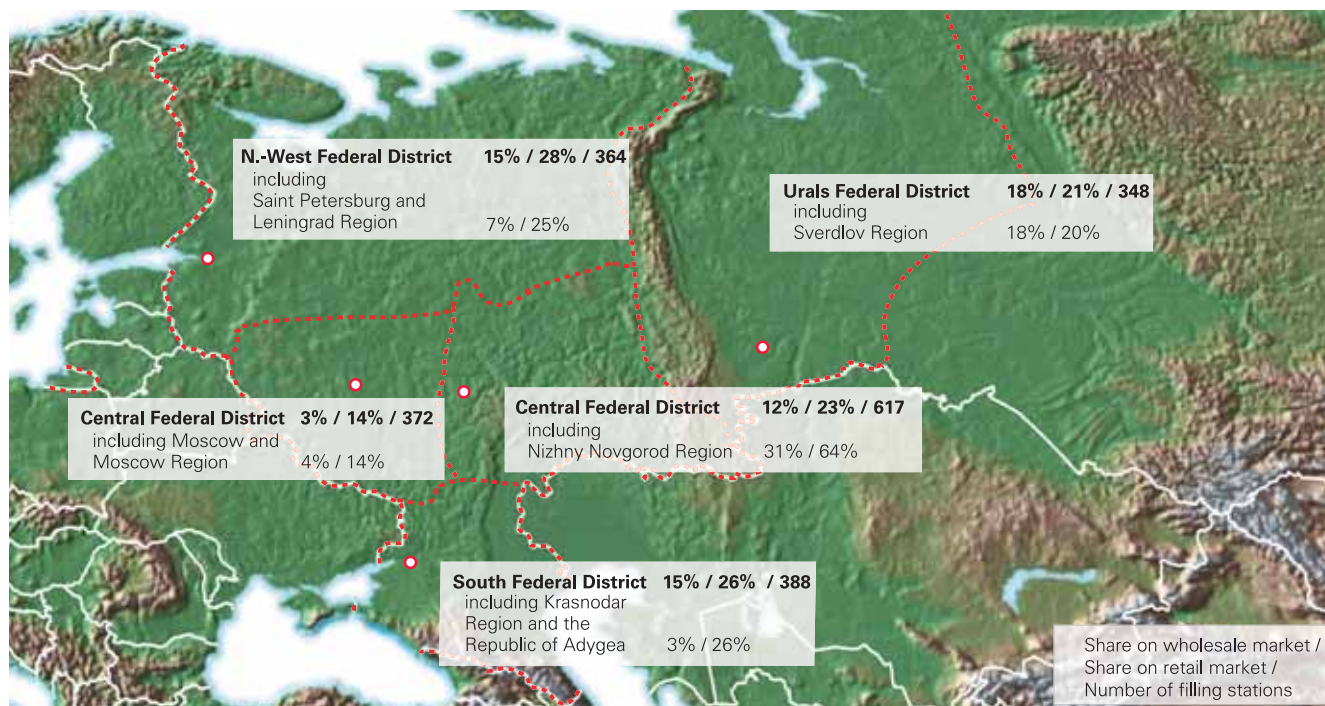 N.-West Federal District 15% / 28% / 364
including
Saint Petersburg and
Leningrad Region 7% / 25%
Urals Federal District 18% / 21% / 348
including
Sverdlov Region 18% / 20%
Central Federal District 3% / 14% / 372
including Moscow and
Moscow Region 4% / 14%
Central Federal District 12% / 23% / 617
including
Nizhny Novgorod Region 31% / 64%
South Federal District 15% / 26% / 388
including Krasnodar
Region and the
Republic of Adygea 3% / 26%
Share on wholesale market /
Share on retail market /
Number of filling stations